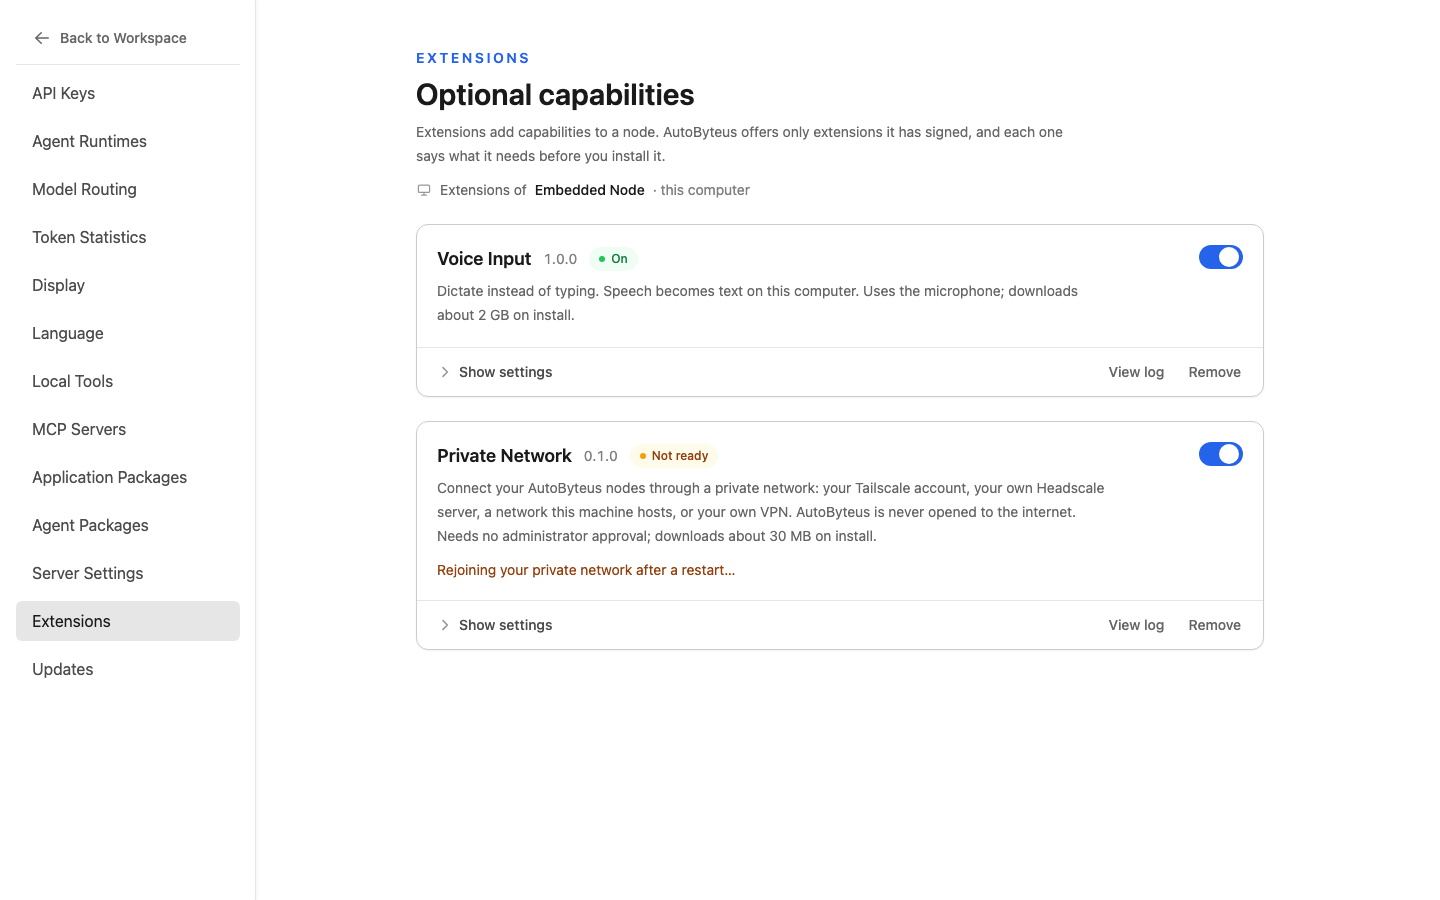 Back to Workspace
API Keys
Agent Runtimes
Model Routing
Token Statistics
Display
Language
Local Tools
MCP Servers
Application Packages
Agent Packages
Server Settings
Extensions
Updates
EXTENSIONS
Optional capabilities
Extensions add capabilities to a node. AutoByteus offers only extensions it has signed, and each one
says what it needs before you install it.
Extensions of Embedded Node · this computer
Voice Input 1.0.0 On
Dictate instead of typing. Speech becomes text on this computer. Uses the microphone; downloads
about 2 GB on install.
Show settings View log Remove
Private Network 0.1.0 Not ready
Connect your AutoByteus nodes through a private network: your Tailscale account, your own Headscale
server, a network this machine hosts, or your own VPN. AutoByteus is never opened to the internet.
Needs no administrator approval; downloads about 30 MB on install.
Rejoining your private network after a restart…
Show settings View log Remove